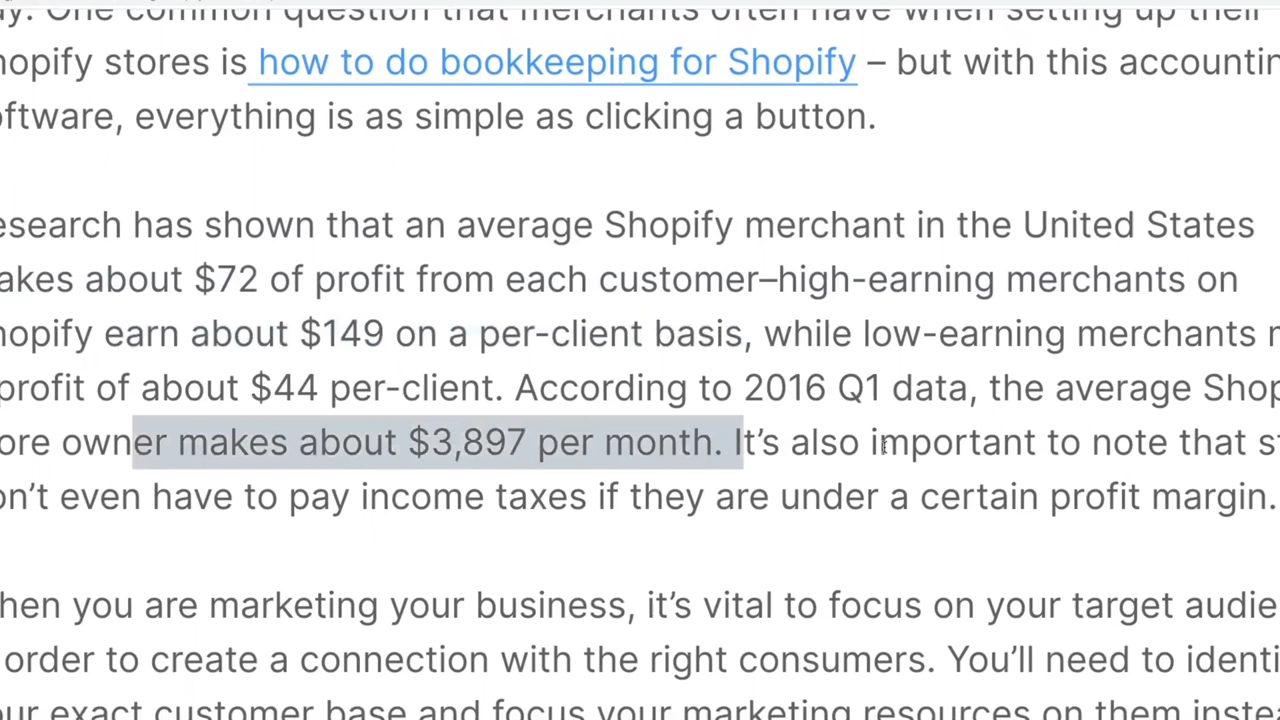 y. One common question that merchants often have when setting up their
hopify stores is how to do bookkeeping for Shopify – but with this accountin
oftware, everything is as simple as clicking a button.
esearch has shown that an average Shopify merchant in the United States
akes about $72 of profit from each customer–high-earning merchants on
hopify earn about $149 on a per-client basis, while low-earning merchants
profit of about $44 per-client. According to 2016 Q1 data, the average Shop
ore owner makes about $3,897 per month. It’s also important to note that st
on’t even have to pay income taxes if they are under a certain profit margin.
hen you are marketing your business, it’s vital to focus on your target audie
order to create a connection with the right consumers. You’ll need to identi
our exact customer base and focus your marketing resources on them inste